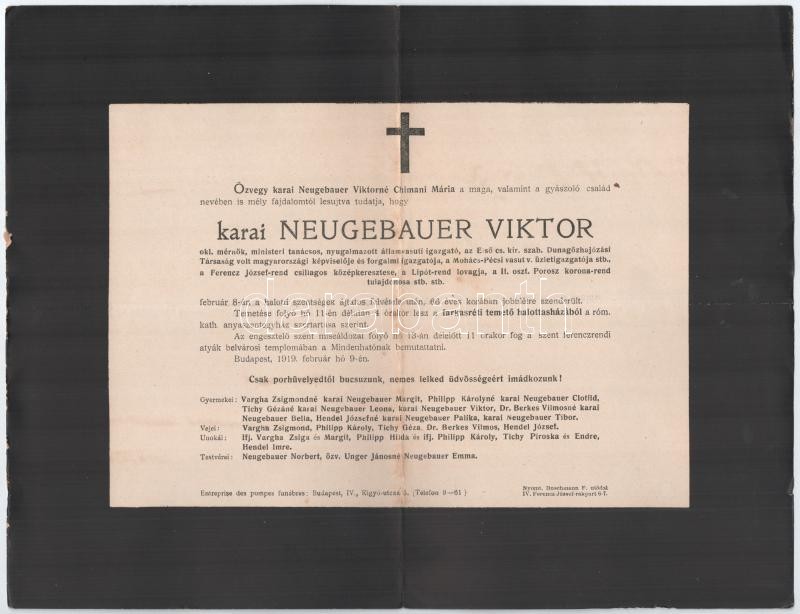 Özvegy karai Neugebauer Viktorné Chimani Mária a maga, valamint a gyászoló család
nevében is mély fajdalomtól lesujtva tudatja, hogy
karai NEUGEBAUER VIKTOR
okl. mérnök, ministeri tanácsos, nyugalmazott államvasuti igazgató, az Első cs. kir. szab. Dunagőzhajózási
Társaság volt magyarországi képviselője és forgalmi igazgatója, a Mohács-Pécsi vasut v. üzletigazgatója stb.,
a Ferencz József-rend csillagos középkeresztese, a Lipót-rend lovagja, a II. oszt. Porosz korona-rend
tulajdonosa stb. stb.
február 8-án a halotti szentségek ájtatos felvétele után, 66 éves korában jobblétre szenderült.
Temetése folyó hó 11-én délután 4 órakor lesz a farkasréti temető halottasházából a róm.
kath. anyaszentegyház szertartása szerint.
Az engesztelő szent miseáldozat folyó hó 13-án délelőtt 11 órakor fog a szent ferenczrendi
atyák belvárosi templomában a Mindenhatónak bemutattatni.
Budapest, 1919. február hó 9-én.
Csak porhüvelyedtől bucsuzunk, nemes lelked üdvösségeért imádkozunk!
Gyermekei: Vargha Zsigmondné karai Neugebauer Margit, Philipp Károlyné karai Neugebauer Clotild,
Tichy Gézáné karai Neugebauer Leona, karai Neugebauer Viktor, Dr. Berkes Vilmosné karai
Neugebauer Bella, Hendel Józsefné karai Neugebauer Palika, karai Neugebauer Tibor.
Vejei: Vargha Zsigmond, Philipp Károly, Tichy Géza, Dr. Berkes Vilmos, Hendel József.
Unokái: Ifj. Vargha Zsiga és Margit, Philipp Hilda és ifj. Philipp Károly, Tichy Piroska és Endre,
Hendel Imre.
Testvérei: Neugebauer Norbert, özv. Unger Jánosné Neugebauer Emma.
Entreprise des pompes funèbres: Budapest, IV., Kigyó-utcza 5. (Telefon 9—61)
Nyomt. Buschmann F. utódai
IV. Ferencz József-rakpart 6-7.
darabanth